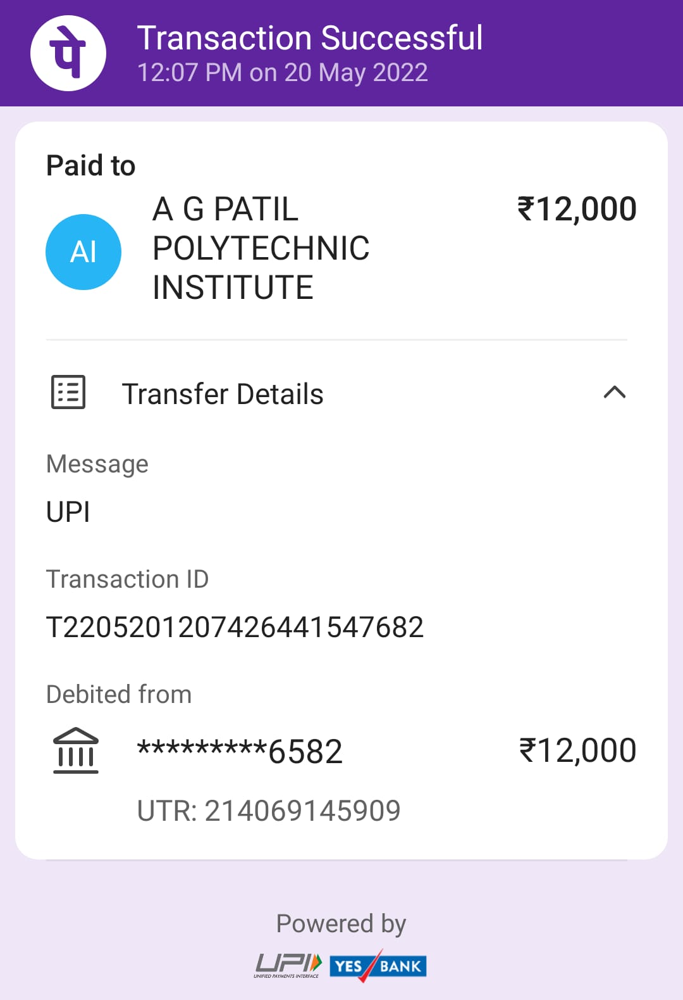 पे
Transaction Successful
12:07 PM on 20 May 2022
Paid to
AI
A G PATIL
POLYTECHNIC
INSTITUTE
₹12,000
Transfer Details
Message
UPI
Transaction ID
T2205201207426441547682
Debited from
*********6582
₹12,000
UTR: 214069145909
Powered by
UPI
UNIFIED PAYMENTS INTERFACE
YES BANK